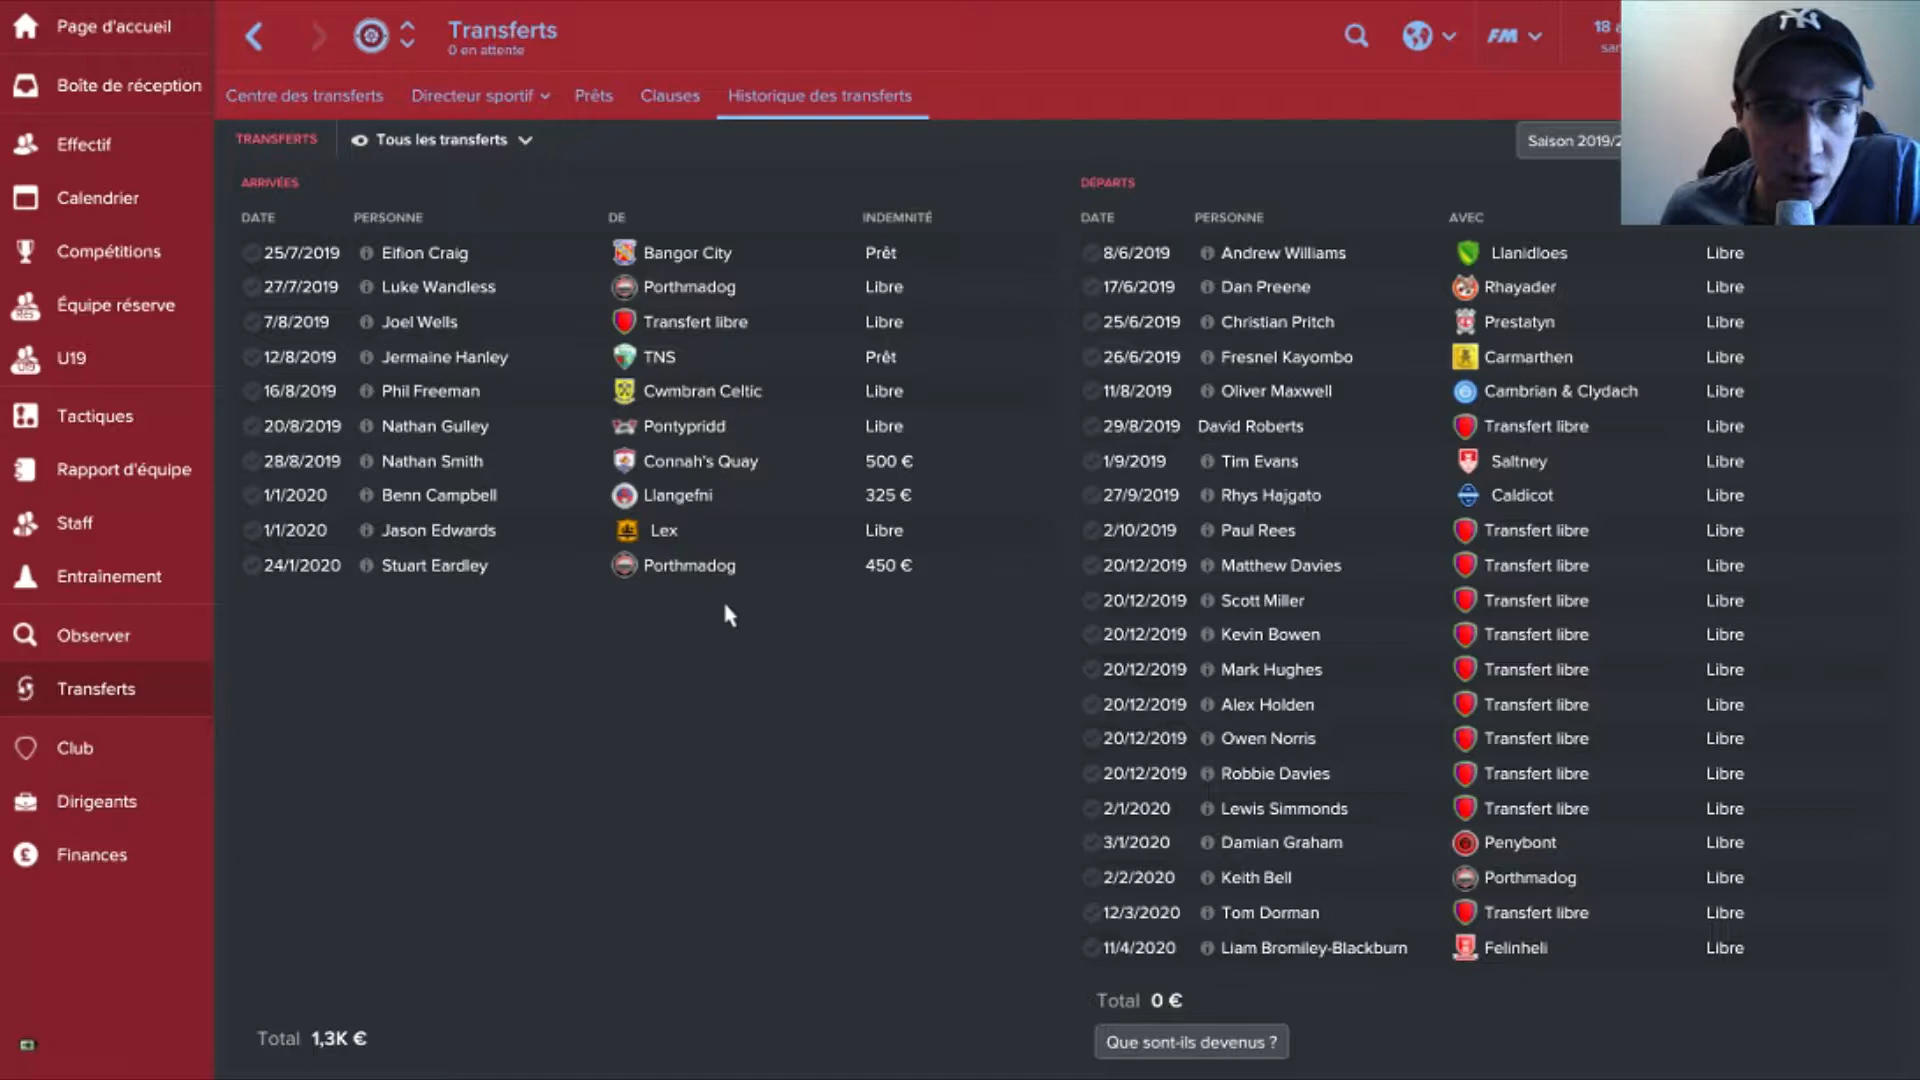 Page d'accueil
Boîte de réception
Effectif
Calendrier
Compétitions
Équipe réserve
U19
Tactiques
Rapport d'équipe
Staff
Entraînement
Observer
Transferts
Club
Dirigeants
Finances
Transferts
0 en attente
FM
18
Centre des transferts Directeur sportif Prêts Clauses Historique des transferts
TRANSFERTS Tous les transferts
Saison 2019/2
ARRIVÉES
DATE PERSONNE DE INDEMNITÉ
25/7/2019 Eifion Craig Bangor City Prêt
27/7/2019 Luke Wandless Porthmadog Libre
7/8/2019 Joel Wells Transfert libre Libre
12/8/2019 Jermaine Hanley TNS Prêt
16/8/2019 Phil Freeman Cwmbran Celtic Libre
20/8/2019 Nathan Gulley Pontypridd Libre
28/8/2019 Nathan Smith Connah's Quay 500 €
1/1/2020 Benn Campbell Llangefni 325 €
1/1/2020 Jason Edwards Lex Libre
24/1/2020 Stuart Eardley Porthmadog 450 €
Total 1,3K €
DÉPARTS
DATE PERSONNE AVEC
8/6/2019 Andrew Williams Llanidloes Libre
17/6/2019 Dan Preene Rhayader Libre
25/6/2019 Christian Pritch Prestatyn Libre
26/6/2019 Fresnel Kayombo Carmarthen Libre
11/8/2019 Oliver Maxwell Cambrian & Clydach Libre
29/8/2019 David Roberts Transfert libre Libre
1/9/2019 Tim Evans Saltney Libre
27/9/2019 Rhys Hajgato Caldicot Libre
2/10/2019 Paul Rees Transfert libre Libre
20/12/2019 Matthew Davies Transfert libre Libre
20/12/2019 Scott Miller Transfert libre Libre
20/12/2019 Kevin Bowen Transfert libre Libre
20/12/2019 Mark Hughes Transfert libre Libre
20/12/2019 Alex Holden Transfert libre Libre
20/12/2019 Owen Norris Transfert libre Libre
20/12/2019 Robbie Davies Transfert libre Libre
2/1/2020 Lewis Simmonds Transfert libre Libre
3/1/2020 Damian Graham Penybont Libre
2/2/2020 Keith Bell Porthmadog Libre
12/3/2020 Tom Dorman Transfert libre Libre
11/4/2020 Liam Bromiley-Blackburn Felinheli Libre
Total 0 €
Que sont-ils devenus ?